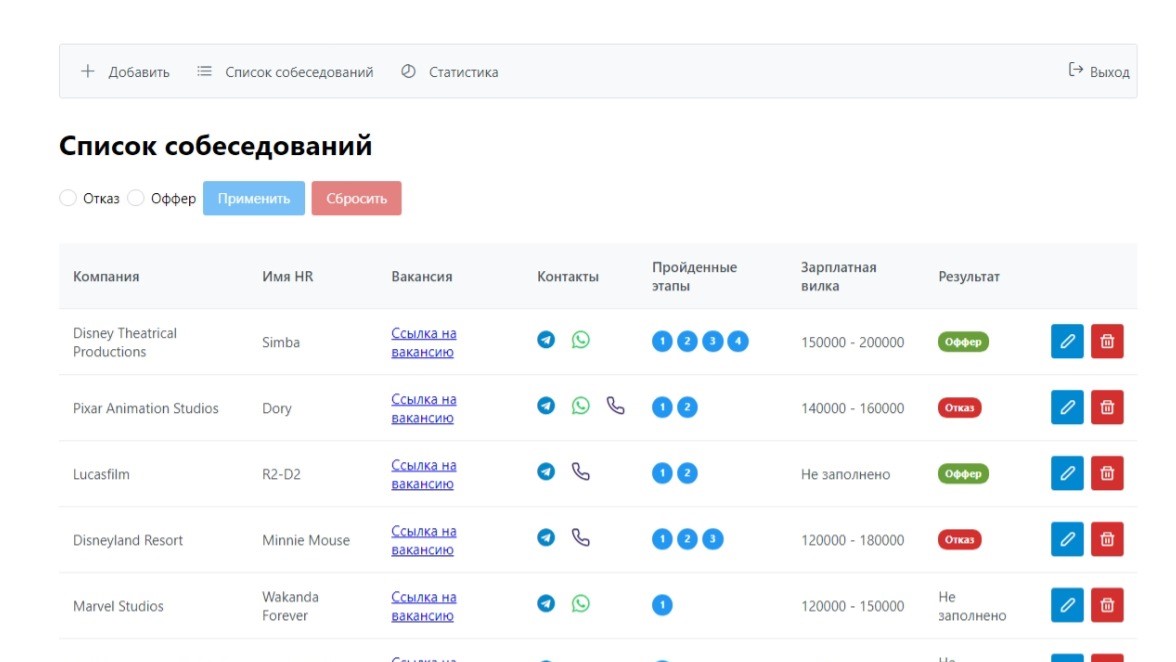 Добавить Список собеседований Статистика Выход
Список собеседований
Отказ Оффер Применить Сбросить
Компания Имя HR Вакансия Контакты Пройденные этапы Зарплатная вилка Результат
Disney Theatrical Productions Simba Ссылка на вакансию 1 2 3 4 150000 - 200000 Оффер
Pixar Animation Studios Dory Ссылка на вакансию 1 2 140000 - 160000 Отказ
Lucasfilm R2-D2 Ссылка на вакансию 1 2 Не заполнено Оффер
Disneyland Resort Minnie Mouse Ссылка на вакансию 1 2 3 120000 - 180000 Отказ
Marvel Studios Wakanda Forever Ссылка на вакансию 1 120000 - 150000 Не заполнено